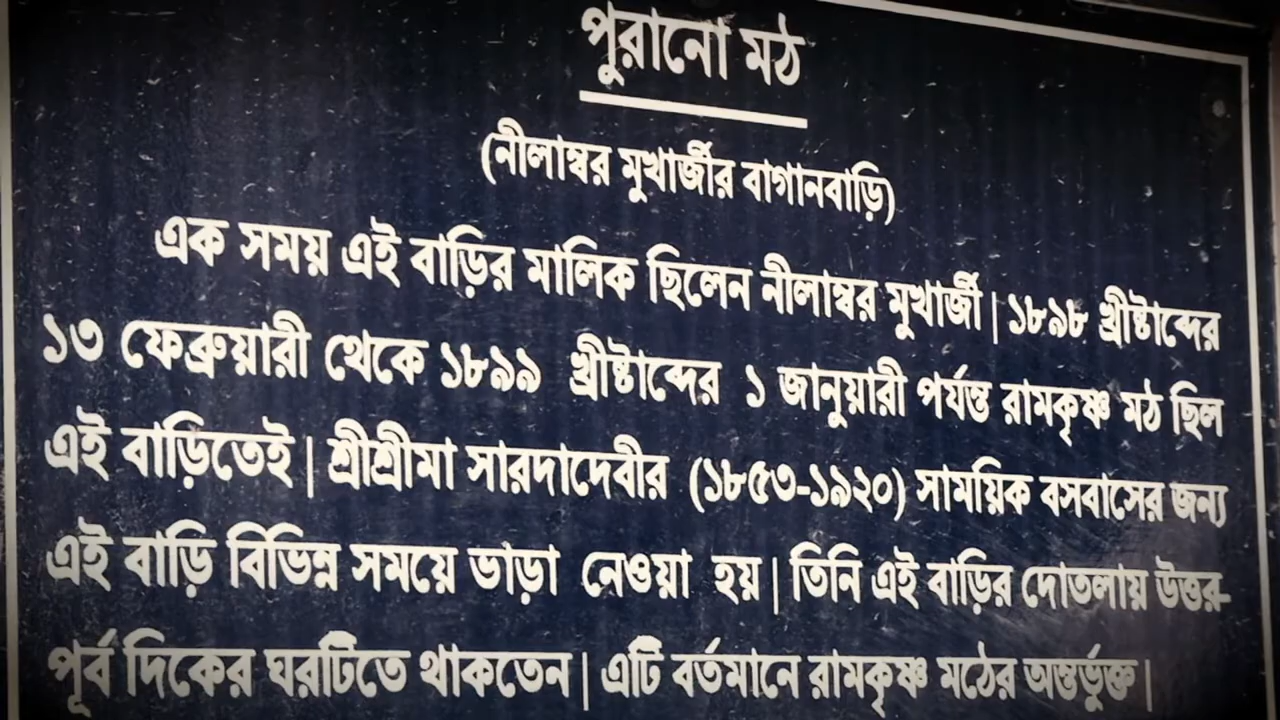 পুরানো মঠ
(নীলাম্বর মুখার্জীর বাগানবাড়ি)
এক সময় এই বাড়ির মালিক ছিলেন নীলাম্বর মুখার্জী | ১৮৯৮ খ্রীষ্টাব্দের
১৩ ফেব্রুয়ারী থেকে ১৮৯৯ খ্রীষ্টাব্দের ১ জানুয়ারী পর্যন্ত রামকৃষ্ণ মঠ ছিল
এই বাড়িতেই | শ্রীশ্রীমা সারদাদেবীর (১৮৫৩-১৯২০) সাময়িক বসবাসের জন্য
এই বাড়ি বিভিন্ন সময়ে ভাড়া নেওয়া হয় | তিনি এই বাড়ির দোতলায় উত্তর-
পূর্ব দিকের ঘরটিতে থাকতেন | এটি বর্তমানে রামকৃষ্ণ মঠের অন্তর্ভুক্ত |